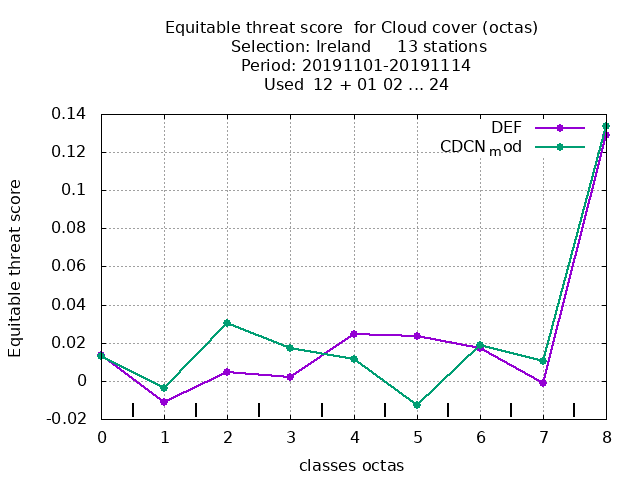 Equitable threat score  for Cloud cover (octas)
Selection: Ireland     13 stations
Period: 20191101-20191114
Used  12 + 01 02 ... 24
0.14
DEF
CDCN_mod
0.12
0.1
0.08
0.06
0.04
0.02
0
-0.02
Equitable threat score
0 1 2 3 4 5 6 7 8
classes octas